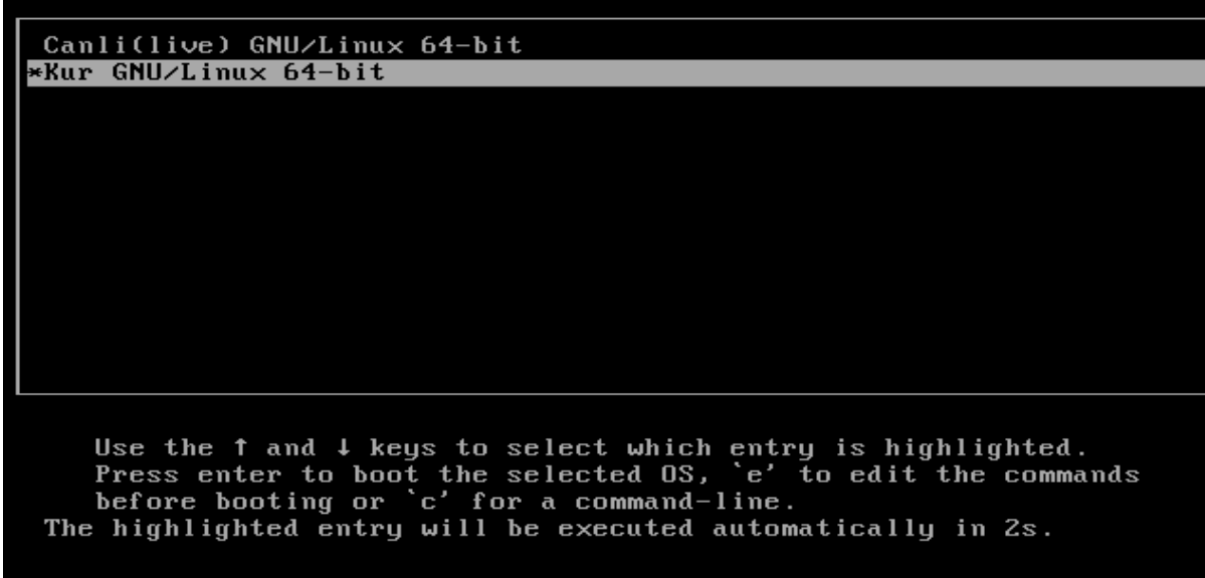 Canli(live) GNU/Linux 64-bit
*Kur GNU/Linux 64-bit
Use the ↑ and ↓ keys to select which entry is highlighted.
Press enter to boot the selected OS, `e' to edit the commands
before booting or `c' for a command-line.
The highlighted entry will be executed automatically in 2s.